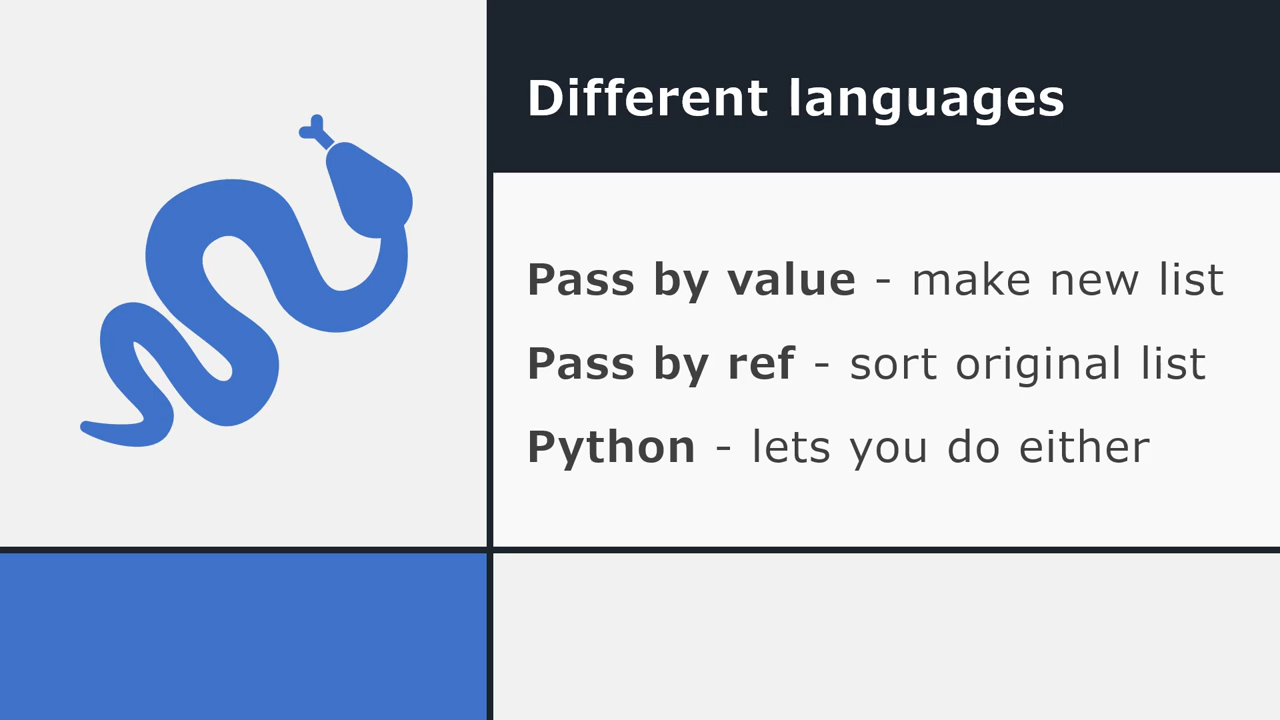 Different languages
Pass by value - make new list
Pass by ref - sort original list
Python - lets you do either